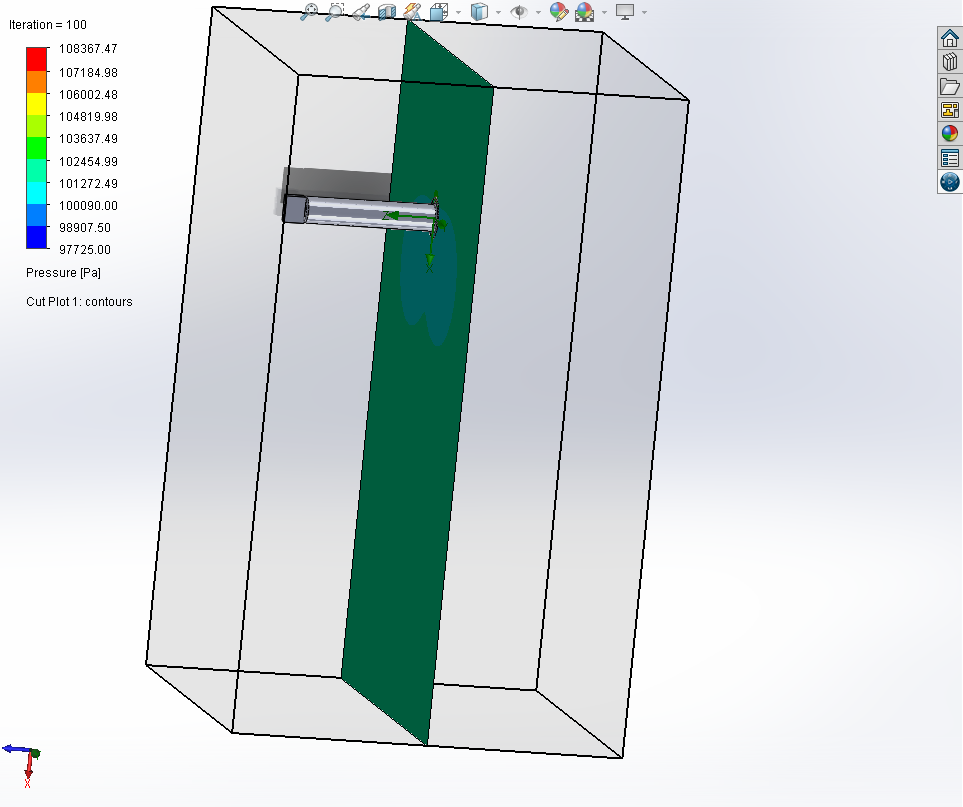 Iteration = 100
108367.47
107184.98
106002.48
104819.98
103637.49
102454.99
101272.49
100090.00
98907.50
97725.00
Pressure [Pa]
Cut Plot 1: contours
X
X